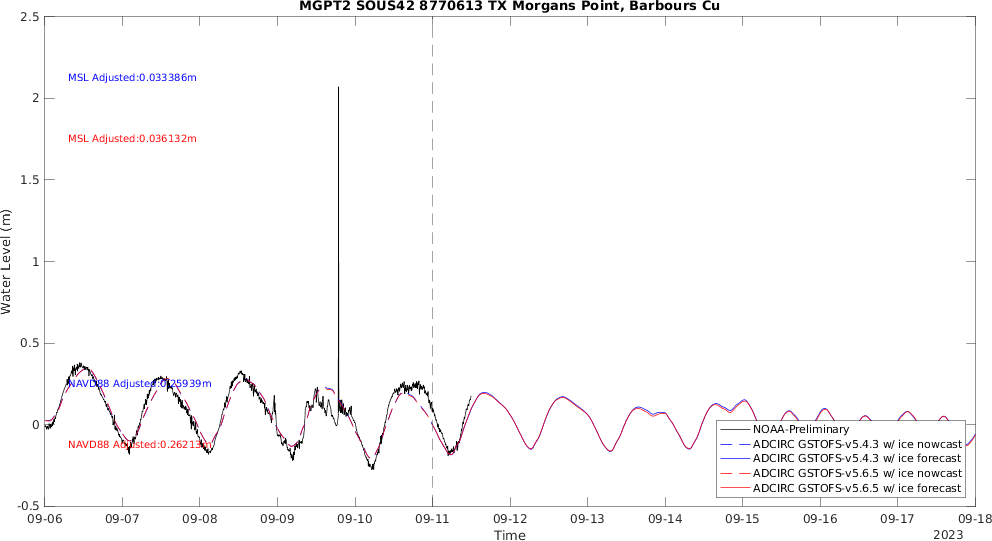 MGPT2 SOUS42 8770613 TX Morgans Point, Barbours Cu
2.5
2
1.5
1
0.5
0
-0.5
Water Level (m)
MSL Adjusted:0.033386m
MSL Adjusted:0.036132m
NAVD88 Adjusted:0.25939m
NAVD88 Adjusted:0.26213m
NOAA-Preliminary
ADCIRC GSTOFS-v5.4.3 w/ ice nowcast
ADCIRC GSTOFS-v5.4.3 w/ ice forecast
ADCIRC GSTOFS-v5.6.5 w/ ice nowcast
ADCIRC GSTOFS-v5.6.5 w/ ice forecast
09-06 09-07 09-08 09-09 09-10 09-11 09-12 09-13 09-14 09-15 09-16 09-17 09-18
Time
2023